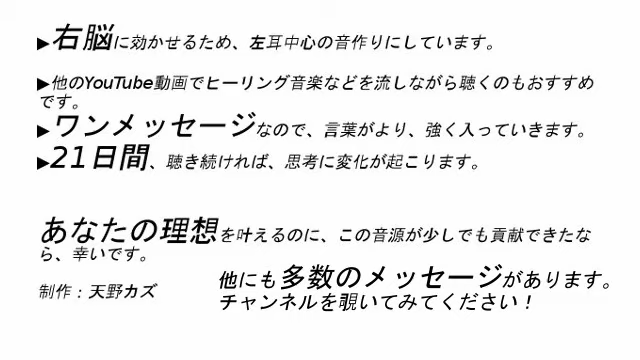 ▶右脳に効かせるため、左耳中心の音作りにしています。
▶他のYouTube動画でヒーリング音楽などを流しながら聴くのもおすすめ
です。
▶ワンメッセージなので、言葉がより、強く入っていきます。
▶21日間、聴き続ければ、思考に変化が起こります。
あなたの理想を叶えるのに、この音源が少しでも貢献できたな
ら、幸いです。
他にも多数のメッセージがあります。
制作：天野カズ
チャンネルを覗いてみてください！